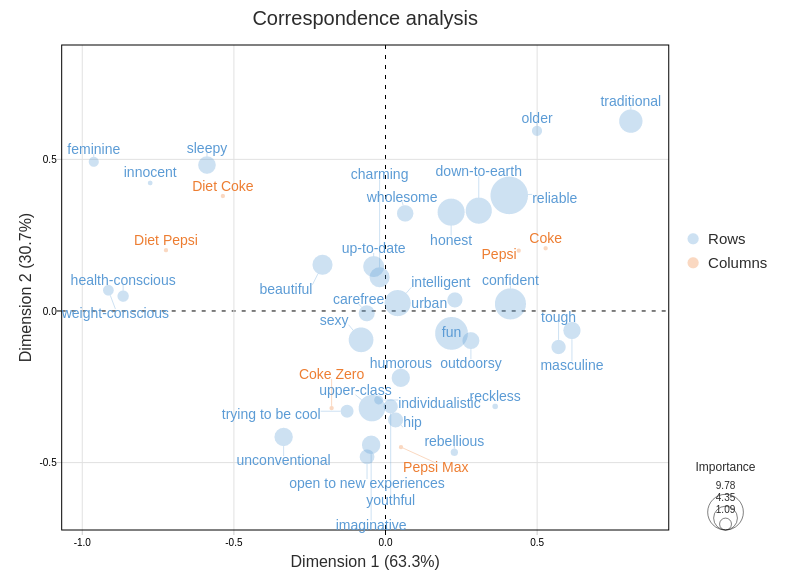 Correspondence analysis
traditional
older
feminine
sleepy
innocent
charming
down-to-earth
Diet Coke
wholesome
reliable
Diet Pepsi
honest
Coke
up-to-date
Pepsi
health-conscious
beautiful
intelligent
confident
carefree
urban
weight-conscious
sexy
fun
tough
humorous
outdoorsy
masculine
Coke Zero
upper-class
individualistic
reckless
trying to be cool
hip
rebellious
unconventional
Pepsi Max
open to new experiences
youthful
imaginative
0.5
0.0
-0.5
-1.0
-0.5
0.0
0.5
Dimension 2 (30.7%)
Dimension 1 (63.3%)
Rows
Columns
Importance
9.78
4.35
1.09